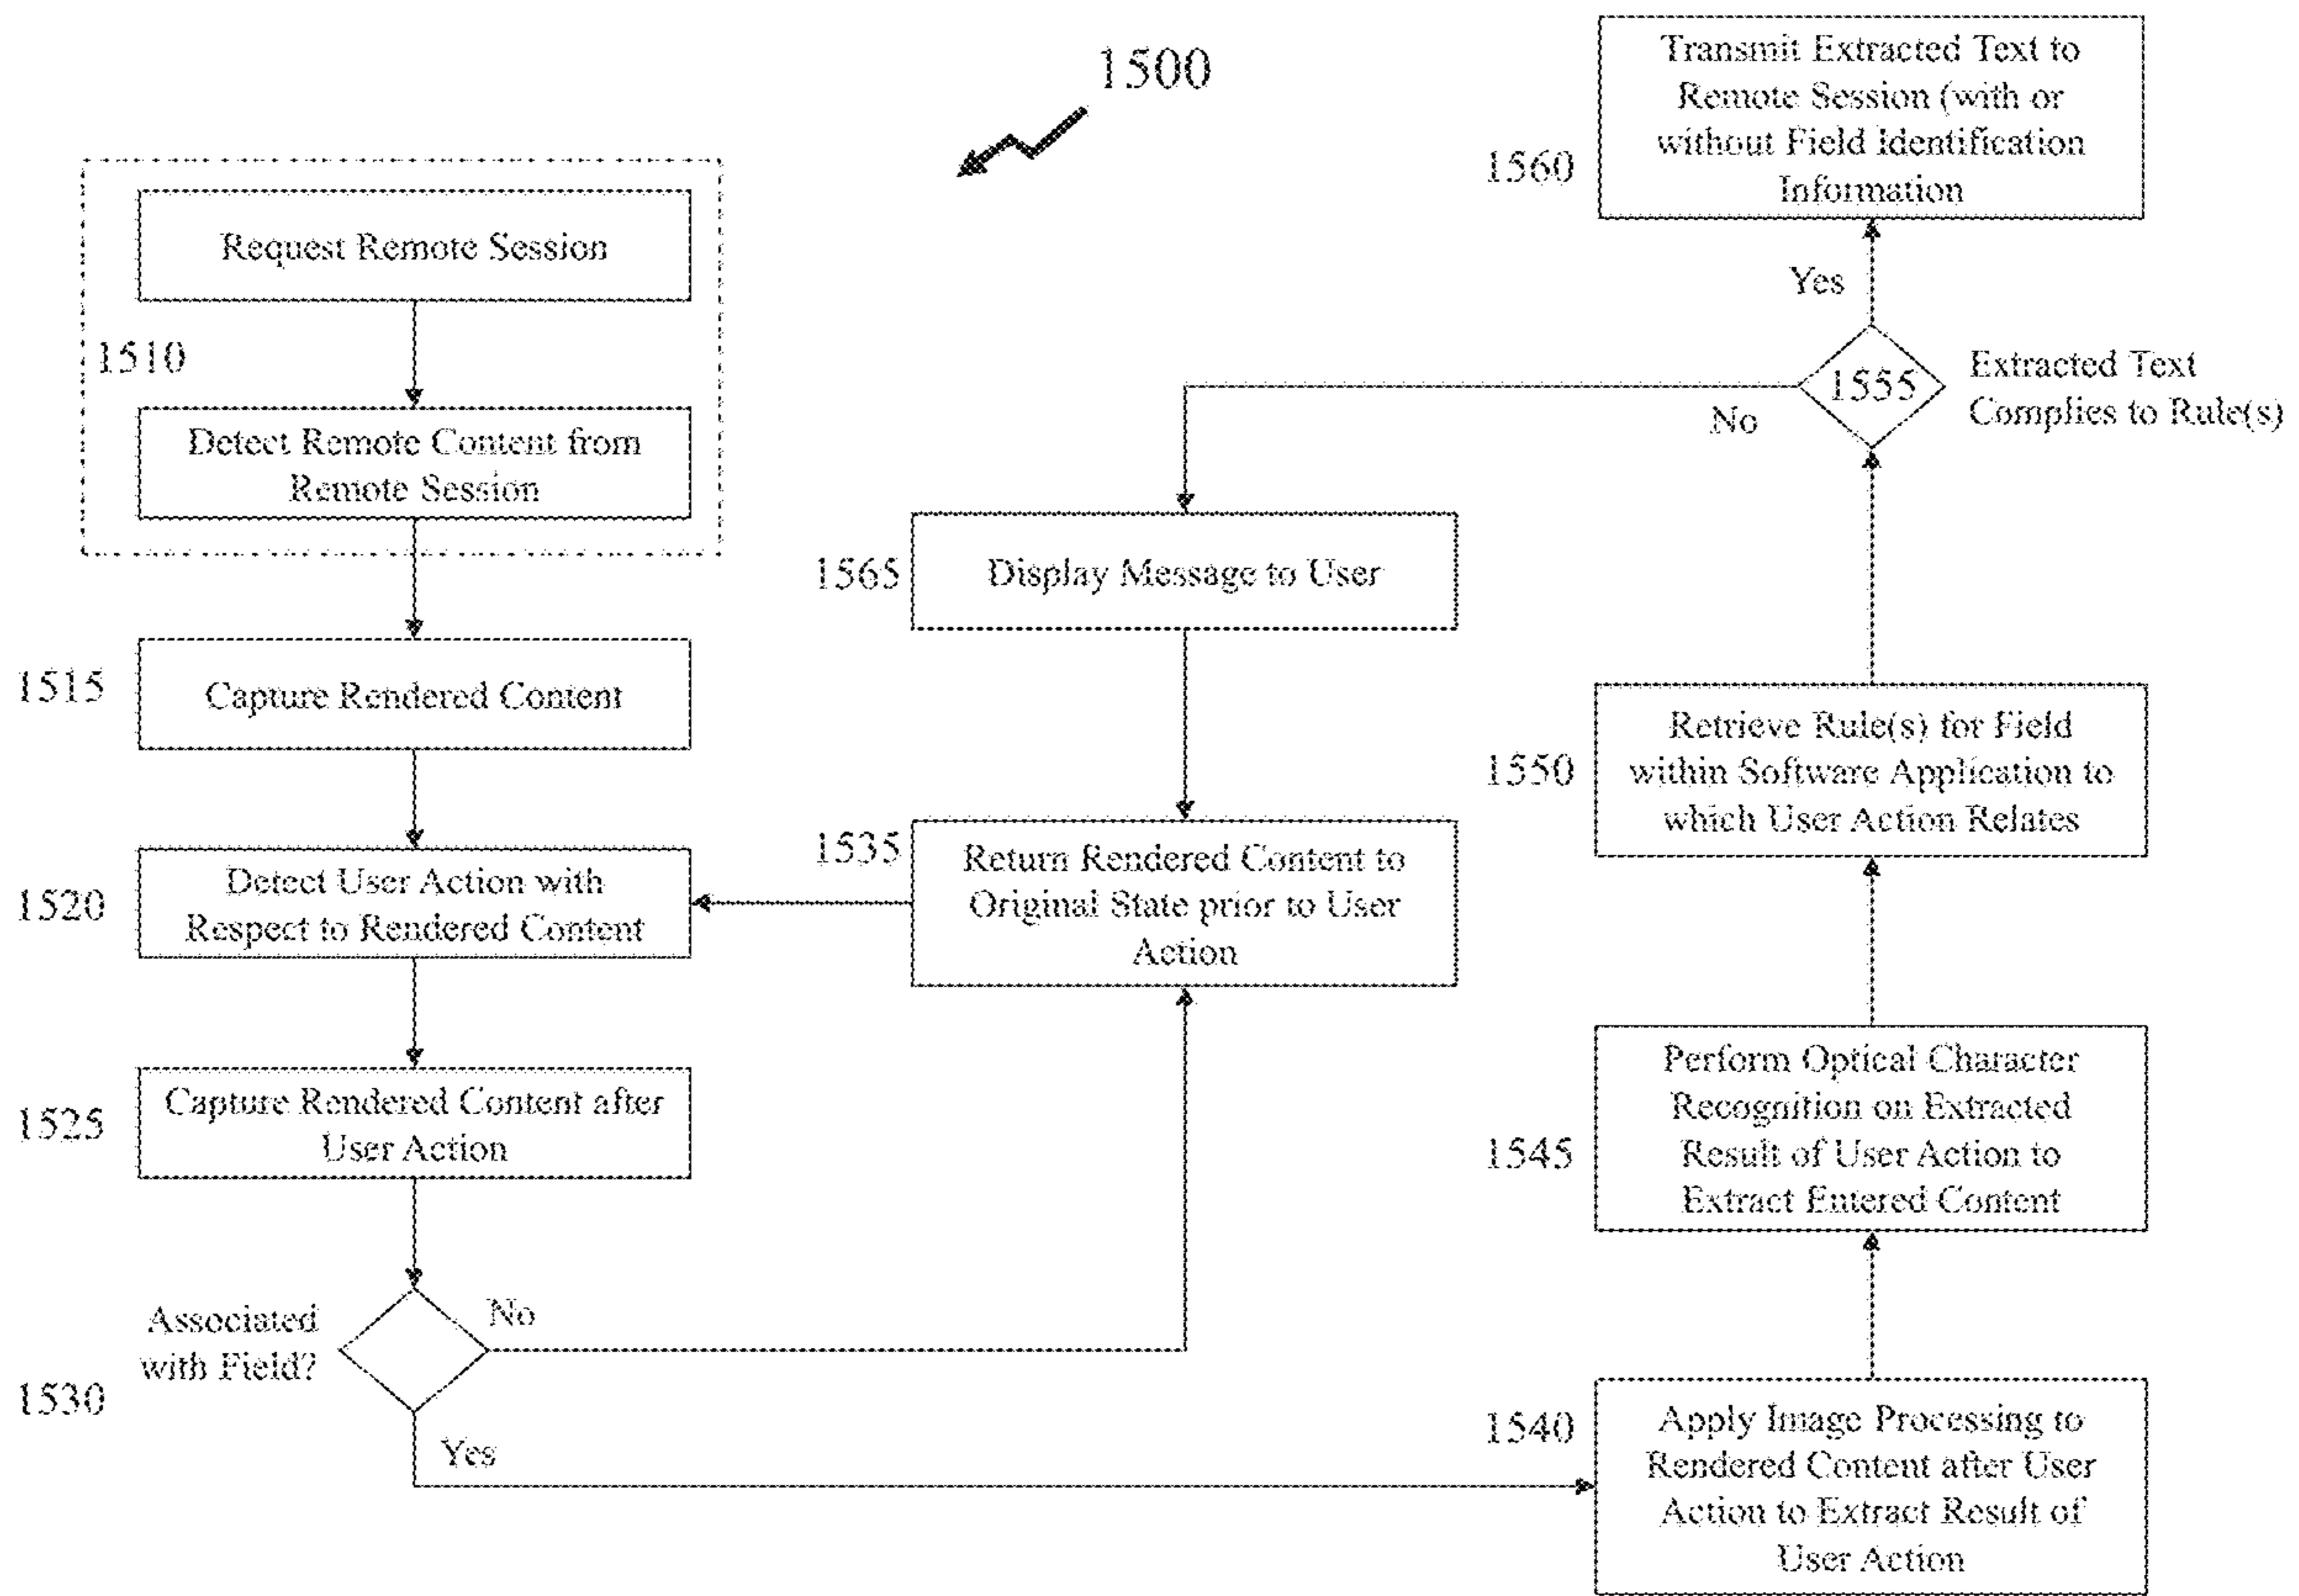 1500
Request Remote Session
1510
Detect Remote Content from
Remote Session
1515
Capture Rendered Content
1520
Detect User Action with
Respect to Rendered Content
1525
Capture Rendered Content after
User Action
Associated
with Field?
1530
No
Yes
1565
Display Message to User
1535
Return Rendered Content to
Original State prior to User
Action
1560
Transmit Extracted Text to
Remote Session (with or
without Field Identification
Information
Yes
1555
Extracted Text
Complies to Rule(s)
No
1550
Retrieve Rule(s) for Field
within Software Application to
which User Action Relates
1545
Perform Optical Character
Recognition on Extracted
Result of User Action to
Extract Entered Content
1540
Apply Image Processing to
Rendered Content after User
Action to Extract Result of
User Action